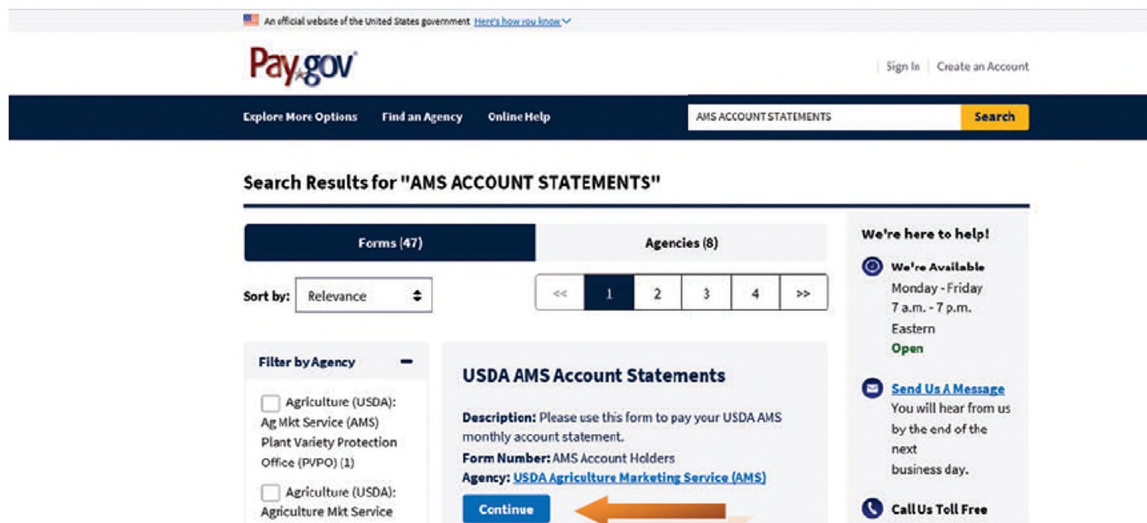 An official website of the United States government Here's how you know
Pay.gov
Sign In
Create an Account
Explore More Options
Find an Agency
Online Help
AMS ACCOUNT STATEMENTS
Search
Search Results for "AMS ACCOUNT STATEMENTS"
Forms (47)
Agencies (8)
Sort by:
Relevance
<<
1
2
3
4
>>
Filter by Agency
Agriculture (USDA):
Ag Mkt Service (AMS)
Plant Variety Protection
Office (PVPO) (1)
Agriculture (USDA):
Agriculture Mkt Service
USDA AMS Account Statements
Description: Please use this form to pay your USDA AMS
monthly account statement.
Form Number: AMS Account Holders
Agency: USDA Agriculture Marketing Service (AMS)
Continue
We're here to help!
We're Available
Monday - Friday
7 a.m. - 7 p.m.
Eastern
Open
Send Us A Message
You will hear from us
by the end of the
next
business day.
Call Us Toll Free